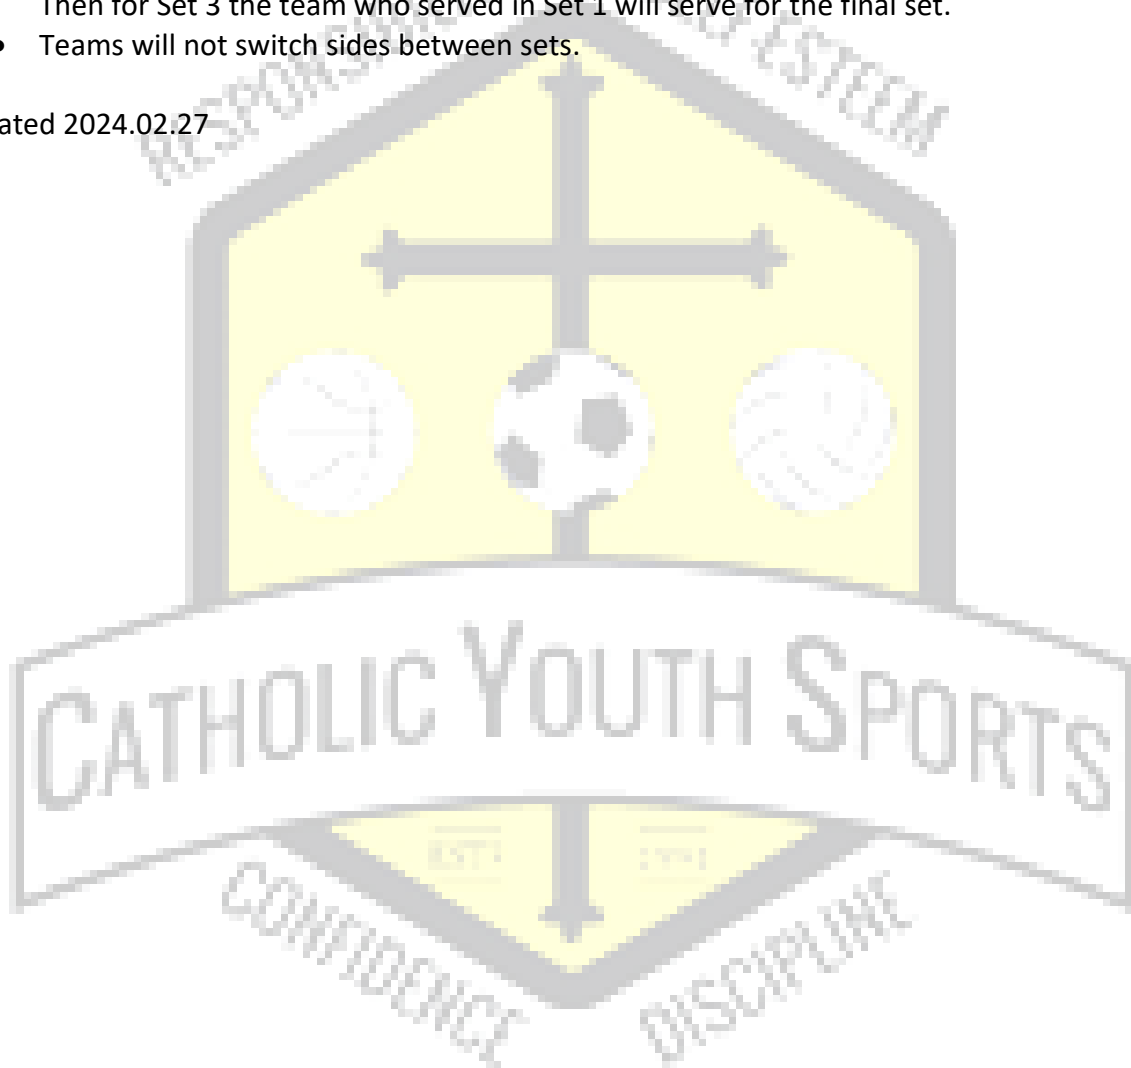 Then for Set 3 the team who served in Set 1 will serve for the final set.
• Teams will not switch sides between sets.
ated 2024.02.27
ESTEEM
CATHOLIC YOUTH SPORTS
CONFIDENCE
DISCIPLINE